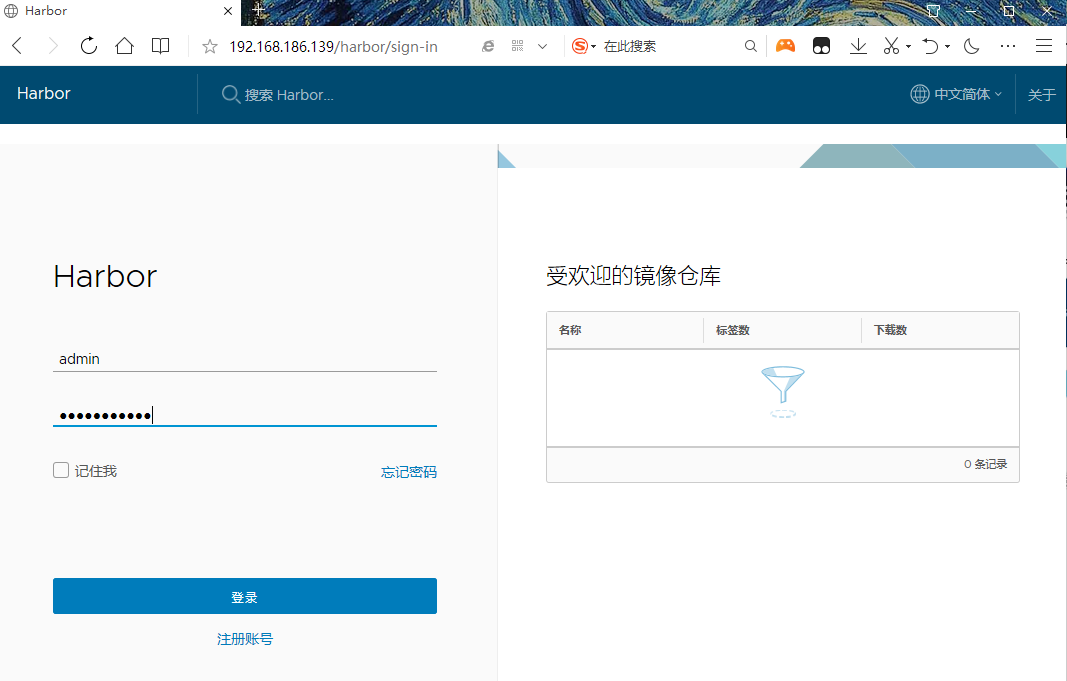 Harbor
192.168.186.139/harbor/sign-in
在此搜索
Harbor
搜索 Harbor...
中文简体
关于
Harbor
admin
•••••••••••
记住我
忘记密码
登录
注册账号
受欢迎的镜像仓库
名称
标签数
下载数
0 条记录